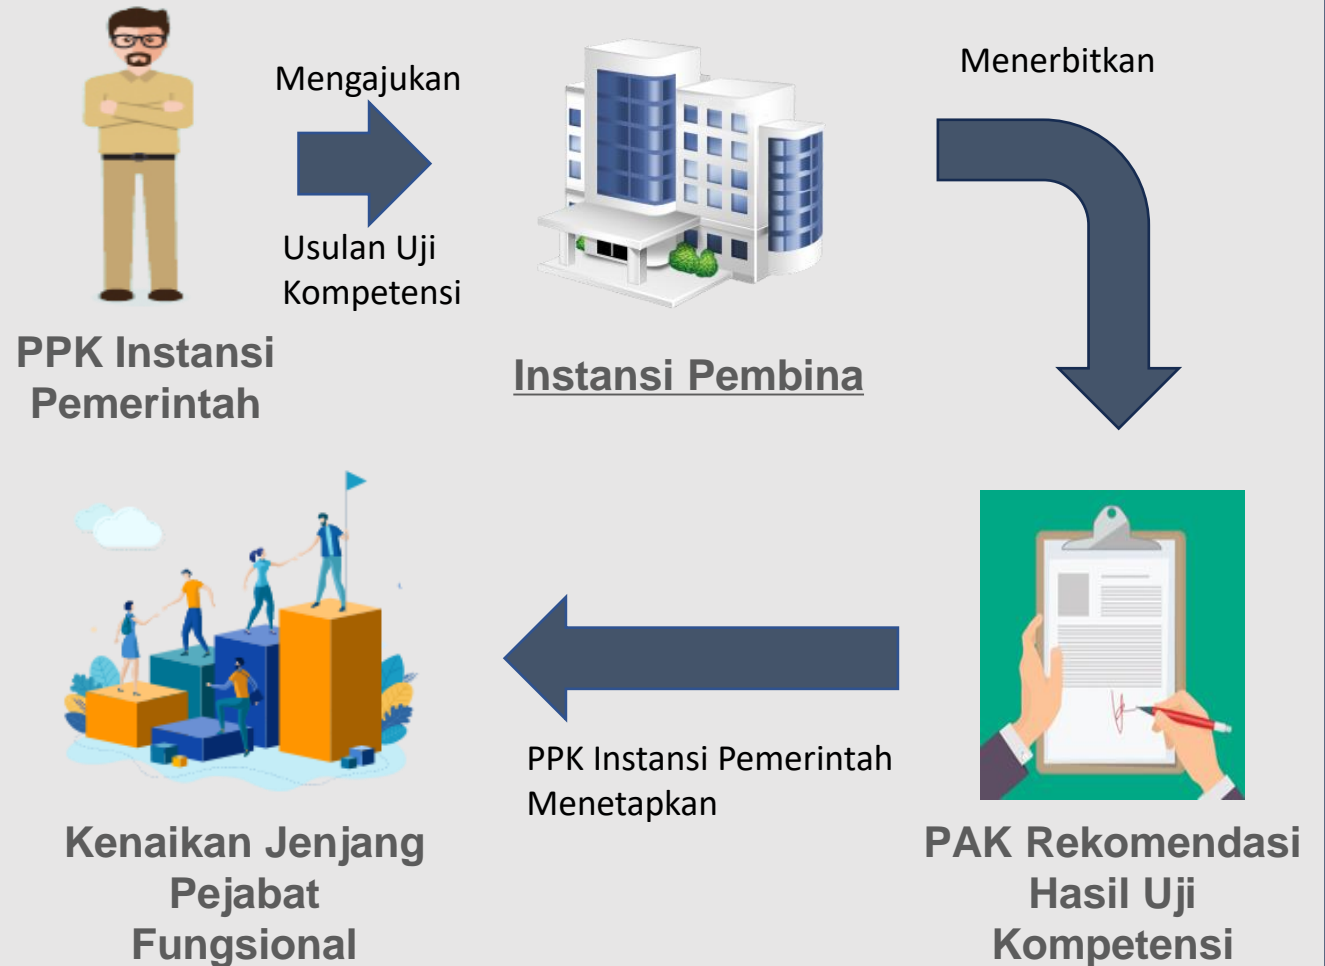 Mengajukan
Usulan Uji
Kompetensi
PPK Instansi
Pemerintah
Instansi Pembina
Menerbitkan
PAK Rekomendasi
Hasil Uji
Kompetensi
PPK Instansi Pemerintah
Menetapkan
Kenaikan Jenjang
Pejabat
Fungsional